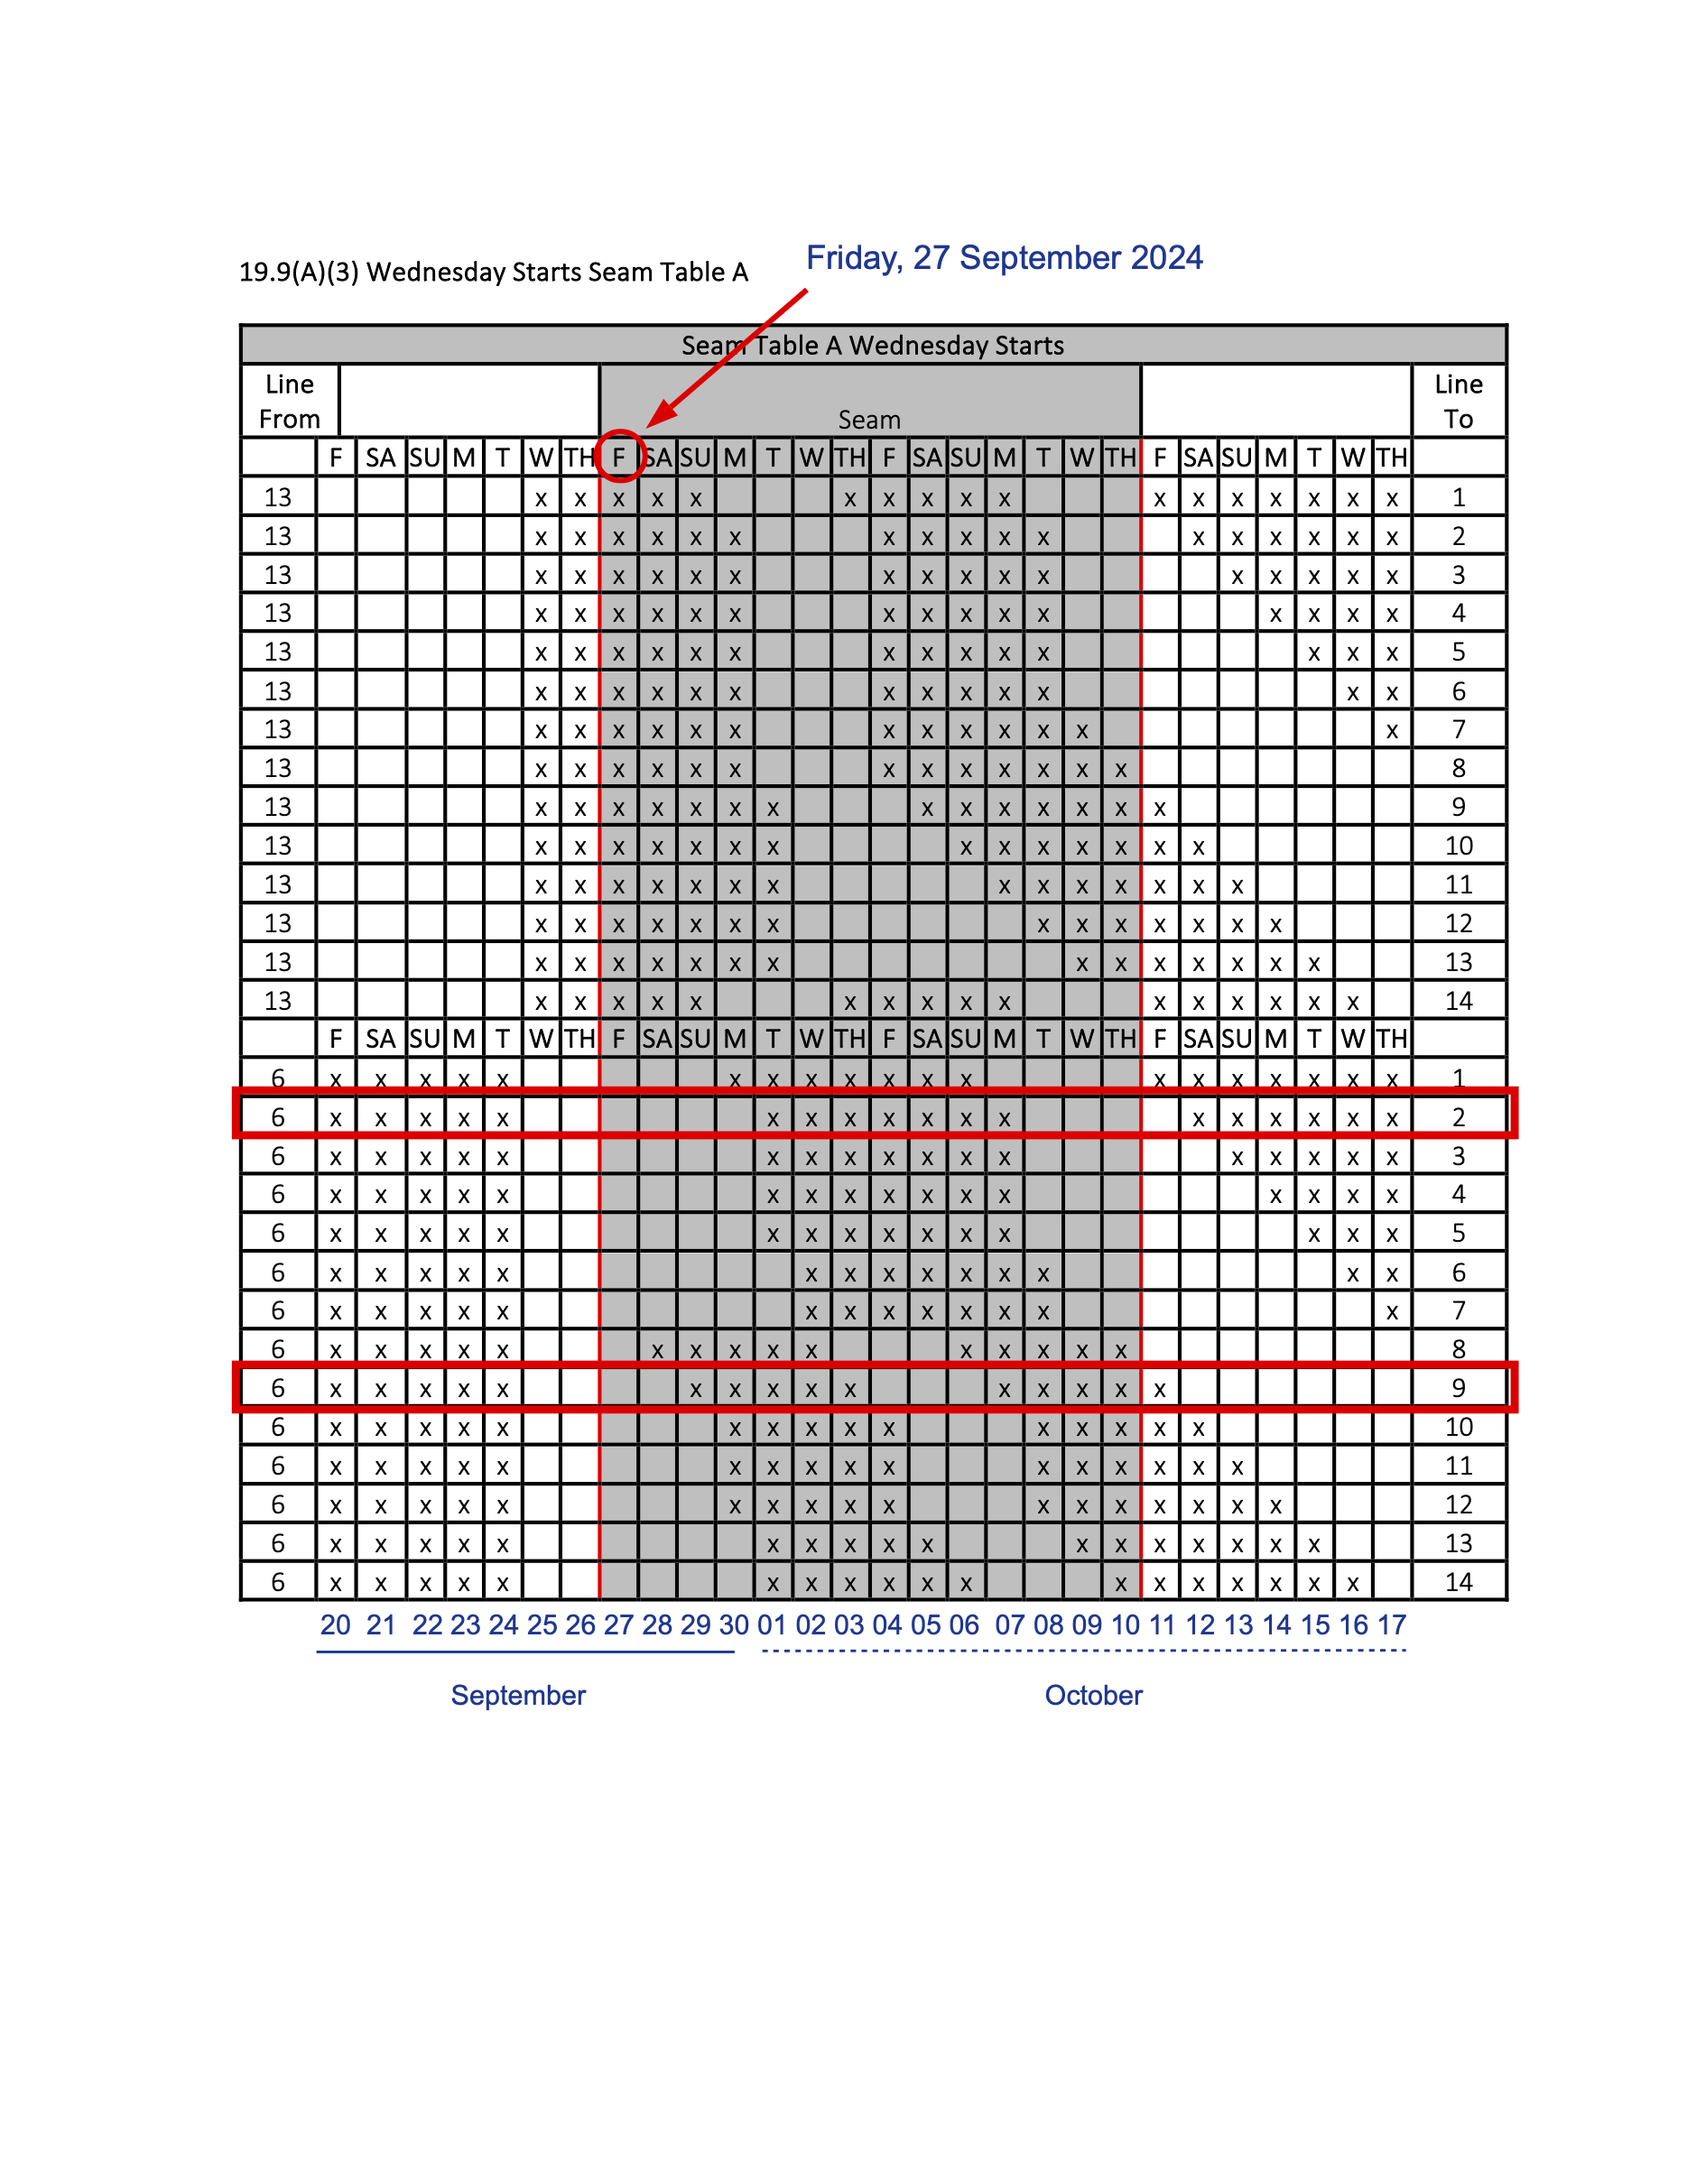 Friday, 27 September 2024
19.9(A)(3) Wednesday Starts Seam Table A
Seam Table A Wednesday Starts
Line From Seam Line To
F SA SU M T W TH F SA SU M T W TH F SA SU M T W TH F SA SU M T W TH
13 x x x x x x x x x x x x x x x x x 1
13 x x x x x x x x x x x x x x x x x 2
13 x x x x x x x x x x x x x x x x 3
13 x x x x x x x x x x x x x x x 4
13 x x x x x x x x x x x x x x 5
13 x x x x x x x x x x x x x 6
13 x x x x x x x x x x x x x 7
13 x x x x x x x x x x x x x 8
13 x x x x x x x x x x x x x x 9
13 x x x x x x x x x x x x x x 10
13 x x x x x x x x x x x x x x 11
13 x x x x x x x x x x x x x x 12
13 x x x x x x x x x x x x x x 13
13 x x x x x x x x x x x x x x x x 14
F SA SU M T W TH F SA SU M T W TH F SA SU M T W TH F SA SU M T W TH
6 x x x x x x x x x x x x x x x x x x x 1
6 x x x x x x x x x x x x x x x x x x 2
6 x x x x x x x x x x x x x x x x x 3
6 x x x x x x x x x x x x x x x x 4
6 x x x x x x x x x x x x x x x 5
6 x x x x x x x x x x x x x x 6
6 x x x x x x x x x x x x x 7
6 x x x x x x x x x x x x x x x 8
6 x x x x x x x x x x x x x x x 9
6 x x x x x x x x x x x x x x x 10
6 x x x x x x x x x x x x x x x x 11
6 x x x x x x x x x x x x x x x x x 12
6 x x x x x x x x x x x x x x x x x 13
6 x x x x x x x x x x x x x x x x x x 14
20 21 22 23 24 25 26 27 28 29 30 01 02 03 04 05 06 07 08 09 10 11 12 13 14 15 16 17
September October